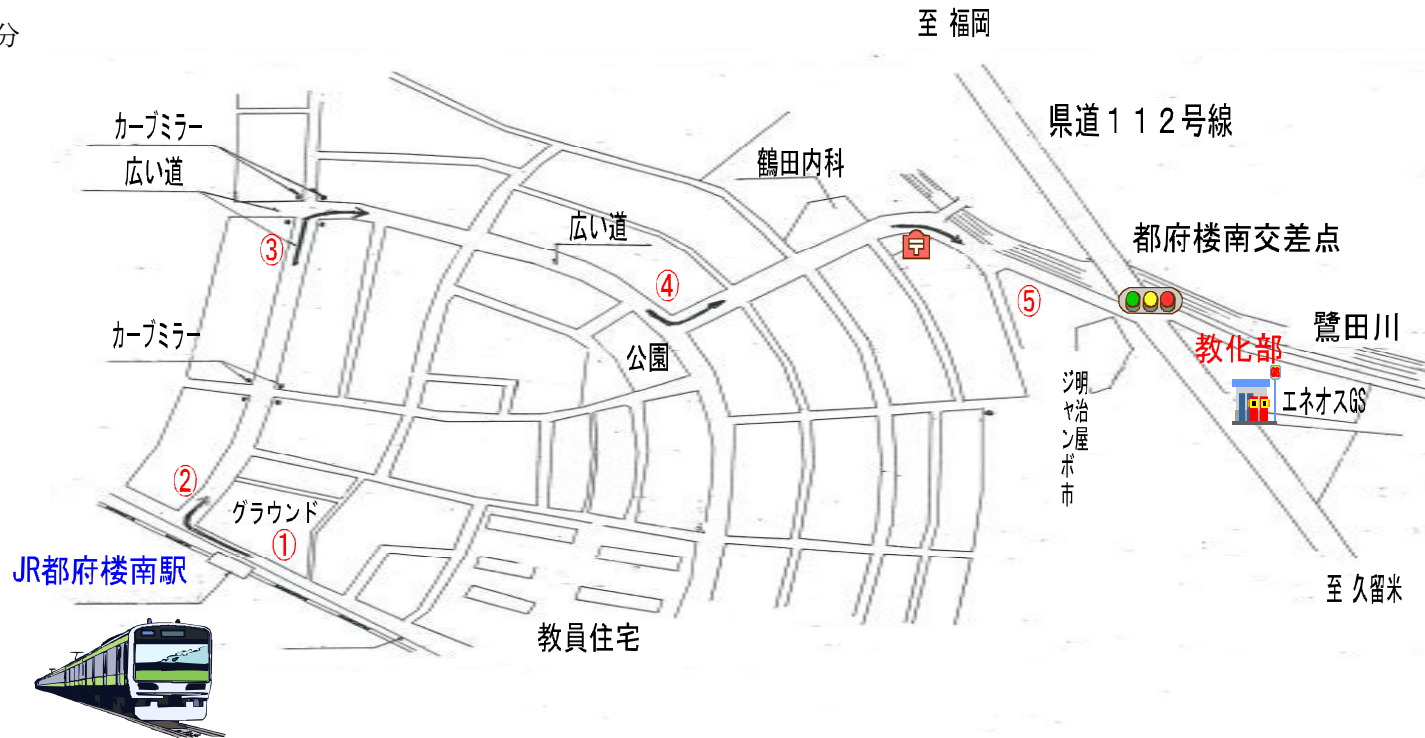 分
至 福岡
県道１１２号線
カーブミラー
広い道
鶴田内科
広い道
③
④
⑤
都府楼南交差点
鷺田川
カーブミラー
公園
教化部
エネオスGS
明治屋
ジャンボ市
②
グラウンド
①
JR都府楼南駅
至 久留米
教員住宅